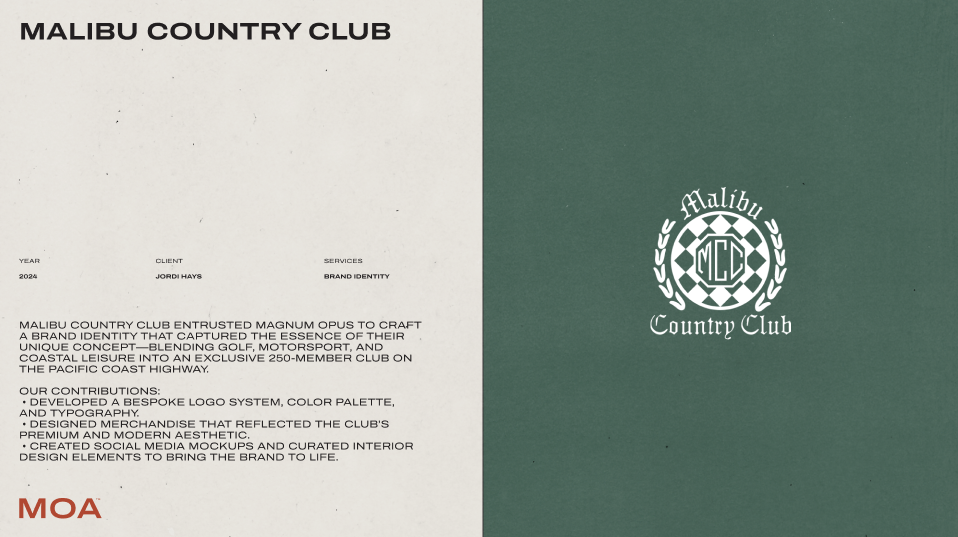 MALIBU COUNTRY CLUB
YEAR
CLIENT
SERVICES
2024
JORDI HAYS
BRAND IDENTITY
MALIBU COUNTRY CLUB ENTRUSTED MAGNUM OPUS TO CRAFT
A BRAND IDENTITY THAT CAPTURED THE ESSENCE OF THEIR
UNIQUE CONCEPT—BLENDING GOLF, MOTORSPORT, AND
COASTAL LEISURE INTO AN EXCLUSIVE 250-MEMBER CLUB ON
THE PACIFIC COAST HIGHWAY.
OUR CONTRIBUTIONS:
• DEVELOPED A BESPOKE LOGO SYSTEM, COLOR PALETTE,
AND TYPOGRAPHY.
• DESIGNED MERCHANDISE THAT REFLECTED THE CLUB'S
PREMIUM AND MODERN AESTHETIC.
• CREATED SOCIAL MEDIA MOCKUPS AND CURATED INTERIOR
DESIGN ELEMENTS TO BRING THE BRAND TO LIFE.
MOA™
Malibu
MCC
Country Club